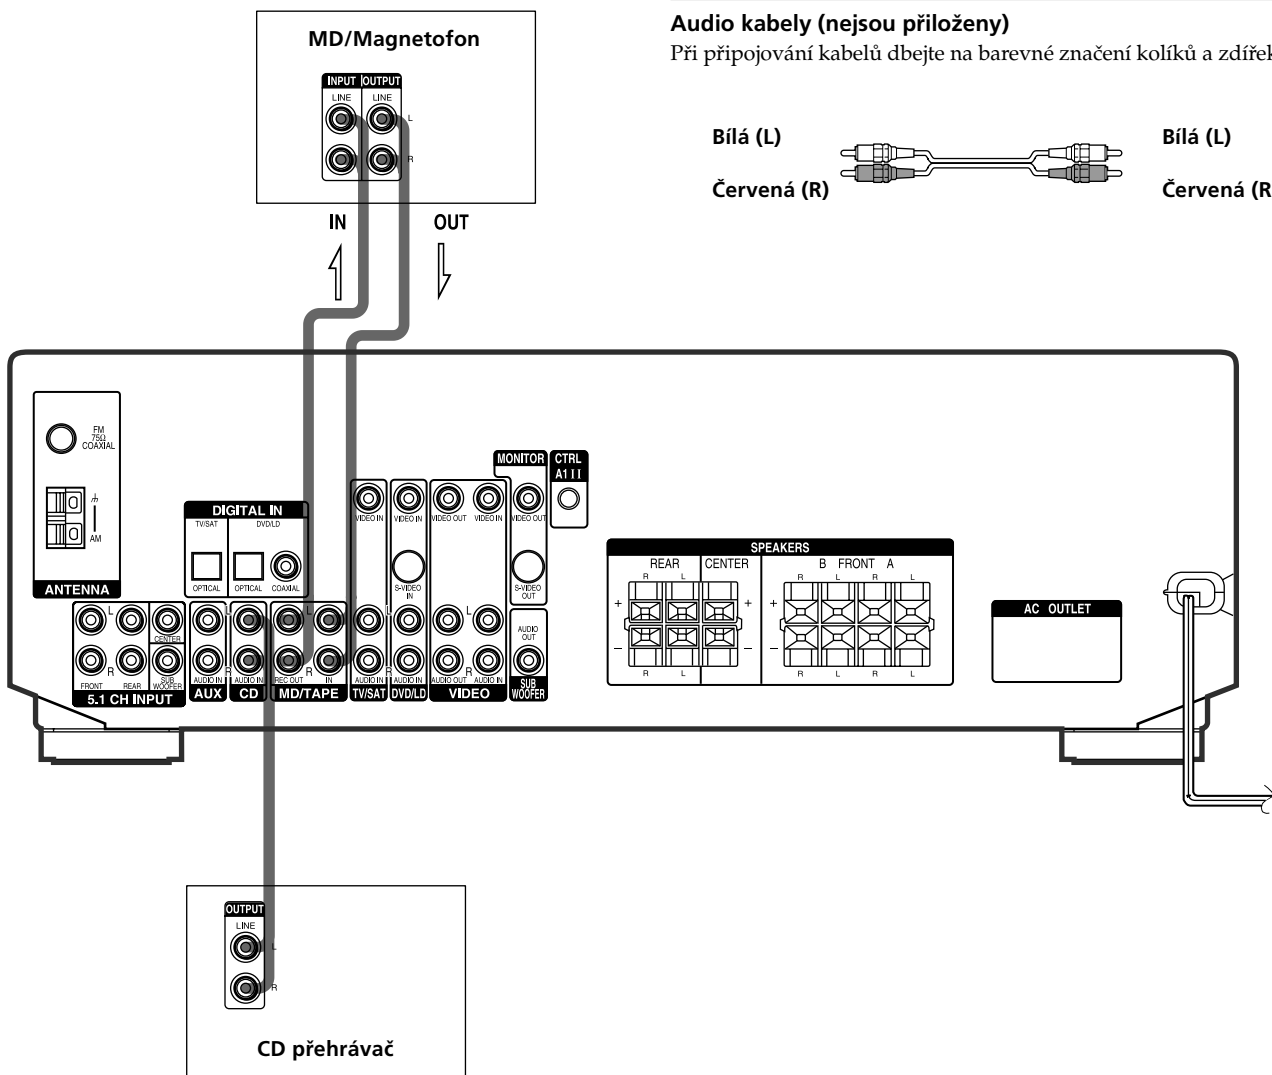 Audio kabely (nejsou přiloženy)
Při připojování kabelů dbejte na barevné značení kolíků a zdířek
MD/Magnetofon
INPUT OUTPUT
LINE LINE
L
R
Bílá (L) Bílá (L)
Červená (R) Červená (R
IN OUT
FM
75Ω
COAXIAL
AM
ANTENNA
DIGITAL IN
TV/SAT DVD/LD
OPTICAL OPTICAL COAXIAL
MONITOR
CTRL
A1 II
VIDEO IN VIDEO IN VIDEO OUT VIDEO IN VIDEO OUT
S-VIDEO
IN
S-VIDEO
OUT
L L L L L
CENTER
AUDIO
OUT
R R R R R
FRONT REAR SUB
WOOFER
AUDIO IN AUDIO IN REC OUT IN AUDIO IN AUDIO IN AUDIO OUT AUDIO IN
5.1 CH INPUT AUX CD MD/TAPE TV/SAT DVD/LD VIDEO SUB
WOOFER
SPEAKERS
REAR CENTER B FRONT A
R L R L R L
+ + +
– – –
R L R L R L
AC OUTLET
OUTPUT
LINE
L
R
CD přehrávač